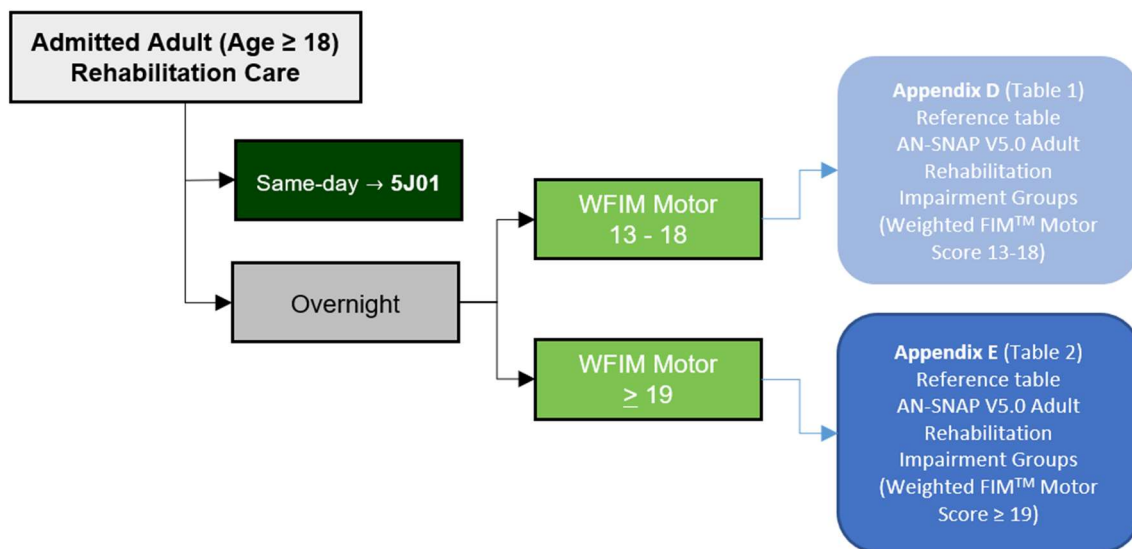 Admitted Adult (Age ≥ 18)
Rehabilitation Care
Same-day → 5J01
Overnight
WFIM Motor
13 - 18
WFIM Motor
≥ 19
Appendix D (Table 1)
Reference table
AN-SNAP V5.0 Adult
Rehabilitation
Impairment Groups
(Weighted FIM™ Motor
Score 13-18)
Appendix E (Table 2)
Reference table
AN-SNAP V5.0 Adult
Rehabilitation
Impairment Groups
(Weighted FIM™ Motor
Score ≥ 19)